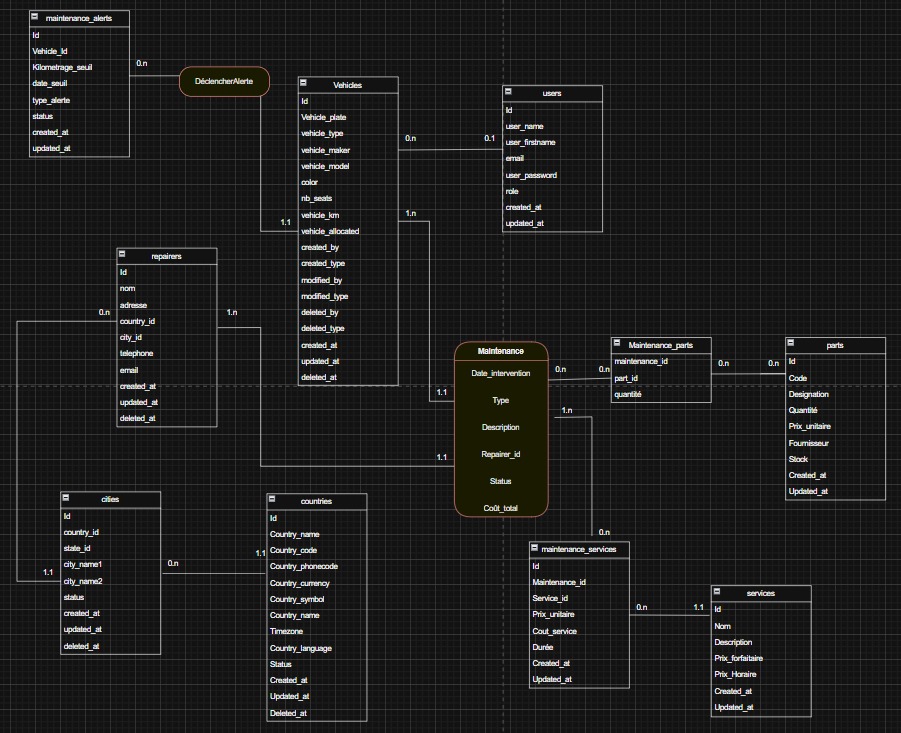 maintenance_alerts
Id
Vehicle_Id
Kilometrage_seuil
date_seuil
type_alerte
status
created_at
updated_at
0.n
DéclencherAlerte
1.1
Vehicles
Id
Vehicle_plate
vehicle_type
vehicle_maker
vehicle_model
color
nb_seats
vehicle_km
vehicle_allocated
created_by
created_type
modified_by
modified_type
deleted_by
deleted_type
created_at
updated_at
deleted_at
0.n
0.1
1.n
users
Id
user_name
user_firstname
email
user_password
role
created_at
updated_at
repairers
Id
nom
adresse
country_id
city_id
telephone
email
created_at
updated_at
deleted_at
0.n
1.n
Maintenance
Date_intervention
Type
Description
Repairer_id
Status
Coût_total
1.1
1.1
0.n
0.n
1.n
Maintenance_parts
maintenance_id
part_id
quantité
0.n
0.n
parts
Id
Code
Designation
Quantité
Prix_unitaire
Fournisseur
Stock
Created_at
Updated_at
cities
Id
country_id
state_id
city_name1
city_name2
status
created_at
updated_at
deleted_at
1.1
0.n
1.1
countries
Id
Country_name
Country_code
Country_phonecode
Country_currency
Country_symbol
Country_name
Timezone
Country_language
Status
Created_at
Updated_at
Deleted_at
0.n
maintenance_services
Id
Maintenance_id
Service_id
Prix_unitaire
Cout_service
Durée
Created_at
Updated_at
0.n
1.1
services
Id
Nom
Description
Prix_forfaitaire
Prix_Horaire
Created_at
Updated_at